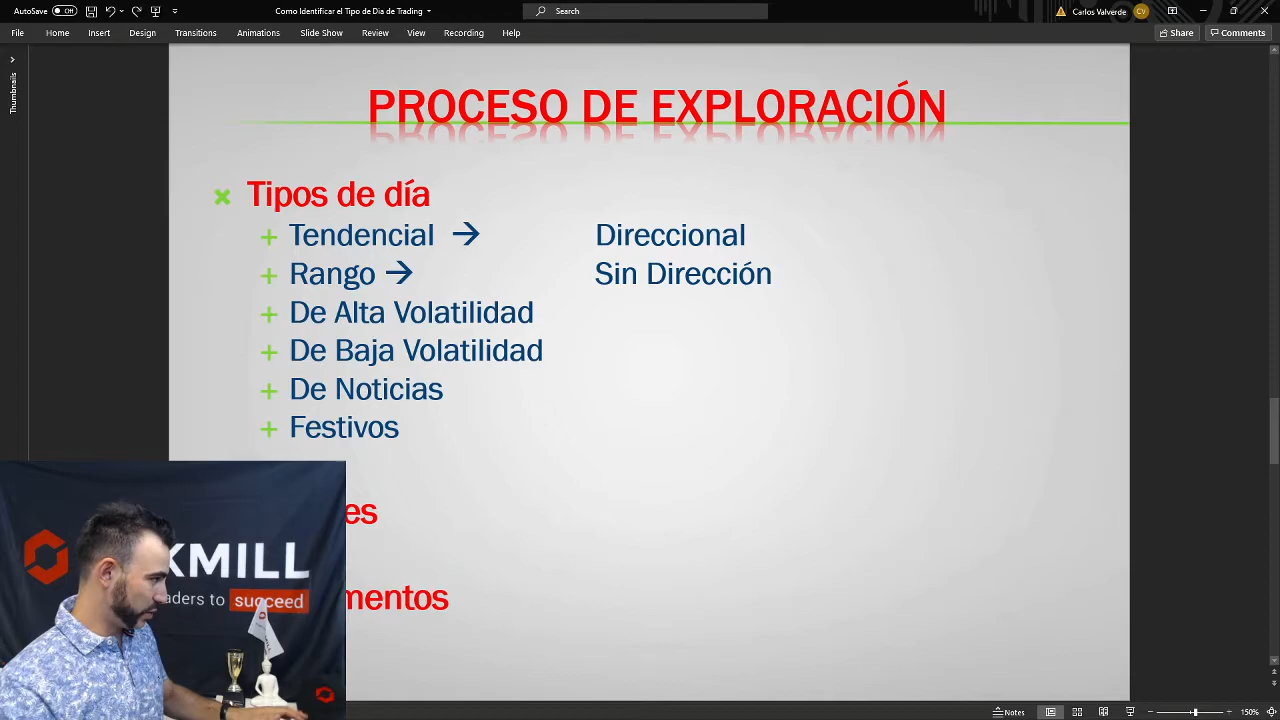 AutoSave Off
Como Identificar el Tipo de Dia de Trading
Search
Carlos Valverde
CV
File Home Insert Design Transitions Animations Slide Show Review View Recording Help
Share
Comments
Thumbnails
PROCESO DE EXPLORACIÓN
Tipos de día
Tendencial → Direccional
Rango → Sin Dirección
De Alta Volatilidad
De Baja Volatilidad
De Noticias
Festivos
es
mentos
KMILL
aders to succeed
Notes
150%